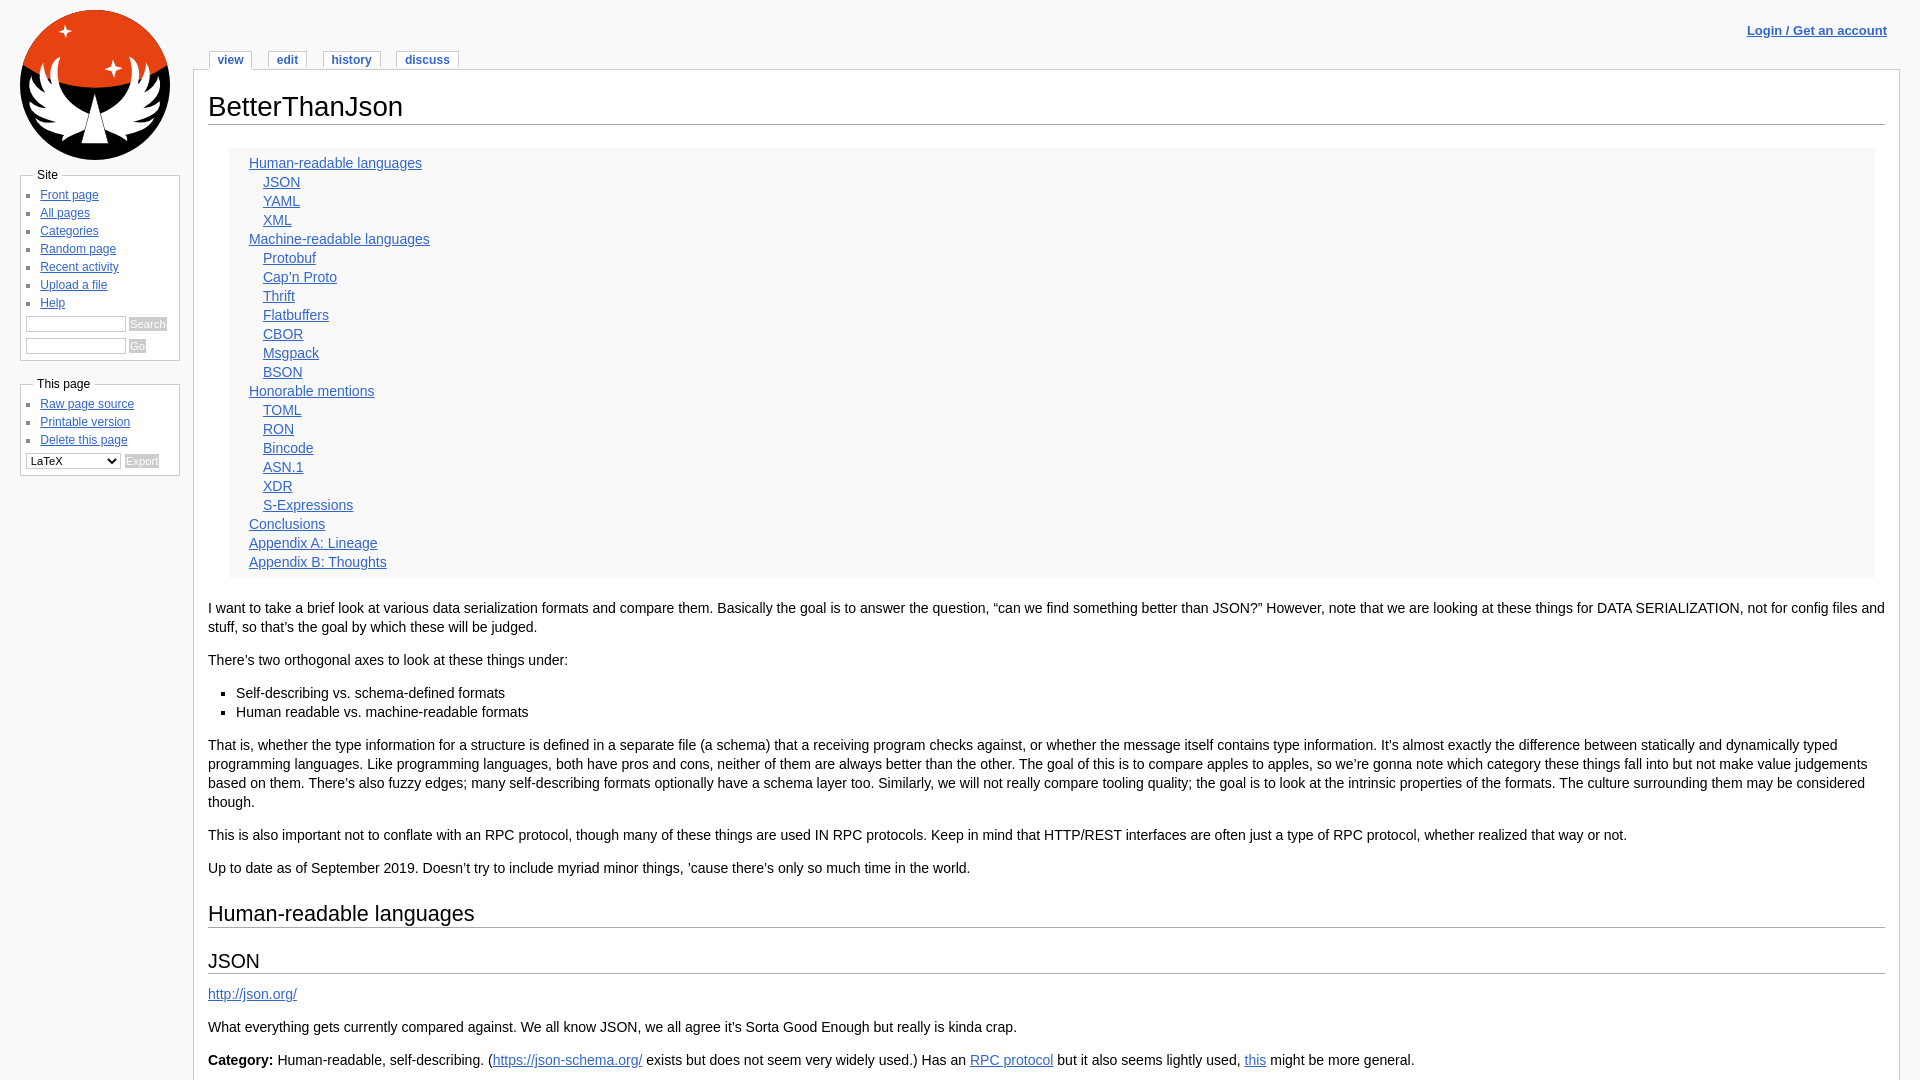 Login / Get an account
view edit history discuss
Site
Front page
All pages
Categories
Random page
Recent activity
Upload a file
Help
Search
Go
This page
Raw page source
Printable version
Delete this page
LaTeX Export
BetterThanJson
Human-readable languages
JSON
YAML
XML
Machine-readable languages
Protobuf
Cap’n Proto
Thrift
Flatbuffers
CBOR
Msgpack
BSON
Honorable mentions
TOML
RON
Bincode
ASN.1
XDR
S-Expressions
Conclusions
Appendix A: Lineage
Appendix B: Thoughts
I want to take a brief look at various data serialization formats and compare them. Basically the goal is to answer the question, “can we find something better than JSON?” However, note that we are looking at these things for DATA SERIALIZATION, not for config files and
stuff, so that’s the goal by which these will be judged.
There’s two orthogonal axes to look at these things under:
Self-describing vs. schema-defined formats
Human readable vs. machine-readable formats
That is, whether the type information for a structure is defined in a separate file (a schema) that a receiving program checks against, or whether the message itself contains type information. It’s almost exactly the difference between statically and dynamically typed
programming languages. Like programming languages, both have pros and cons, neither of them are always better than the other. The goal of this is to compare apples to apples, so we’re gonna note which category these things fall into but not make value judgements
based on them. There’s also fuzzy edges; many self-describing formats optionally have a schema layer too. Similarly, we will not really compare tooling quality; the goal is to look at the intrinsic properties of the formats. The culture surrounding them may be considered
though.
This is also important not to conflate with an RPC protocol, though many of these things are used IN RPC protocols. Keep in mind that HTTP/REST interfaces are often just a type of RPC protocol, whether realized that way or not.
Up to date as of September 2019. Doesn’t try to include myriad minor things, ’cause there’s only so much time in the world.
Human-readable languages
JSON
http://json.org/
What everything gets currently compared against. We all know JSON, we all agree it’s Sorta Good Enough but really is kinda crap.
Category: Human-readable, self-describing. (https://json-schema.org/ exists but does not seem very widely used.) Has an RPC protocol but it also seems lightly used, this might be more general.